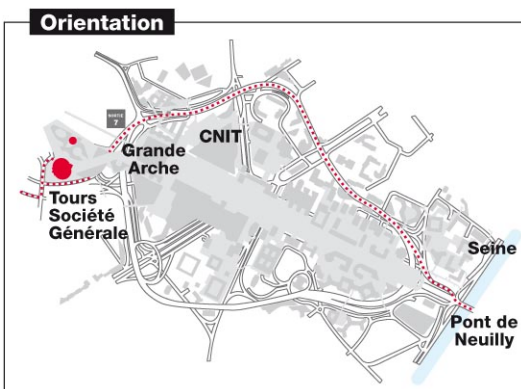 Orientation
SORTIE
7
CNIT
Grande
Arche
Tours
Société
Générale
Seine
Pont de
Neuilly